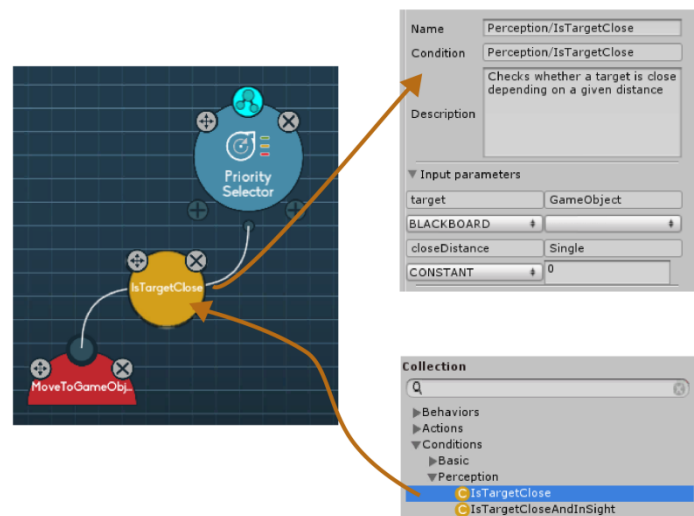 Name Perception/IsTargetClose
Condition Perception/IsTargetClose
Description
Checks whether a target is close
depending on a given distance
Input parameters
target GameObject
BLACKBOARD
closeDistance Single
CONSTANT 0
Priority
Selector
IsTargetClose
MoveToGameObj...
Collection
Behaviors
Actions
Conditions
Basic
Perception
C IsTargetClose
C IsTargetCloseAndInSight